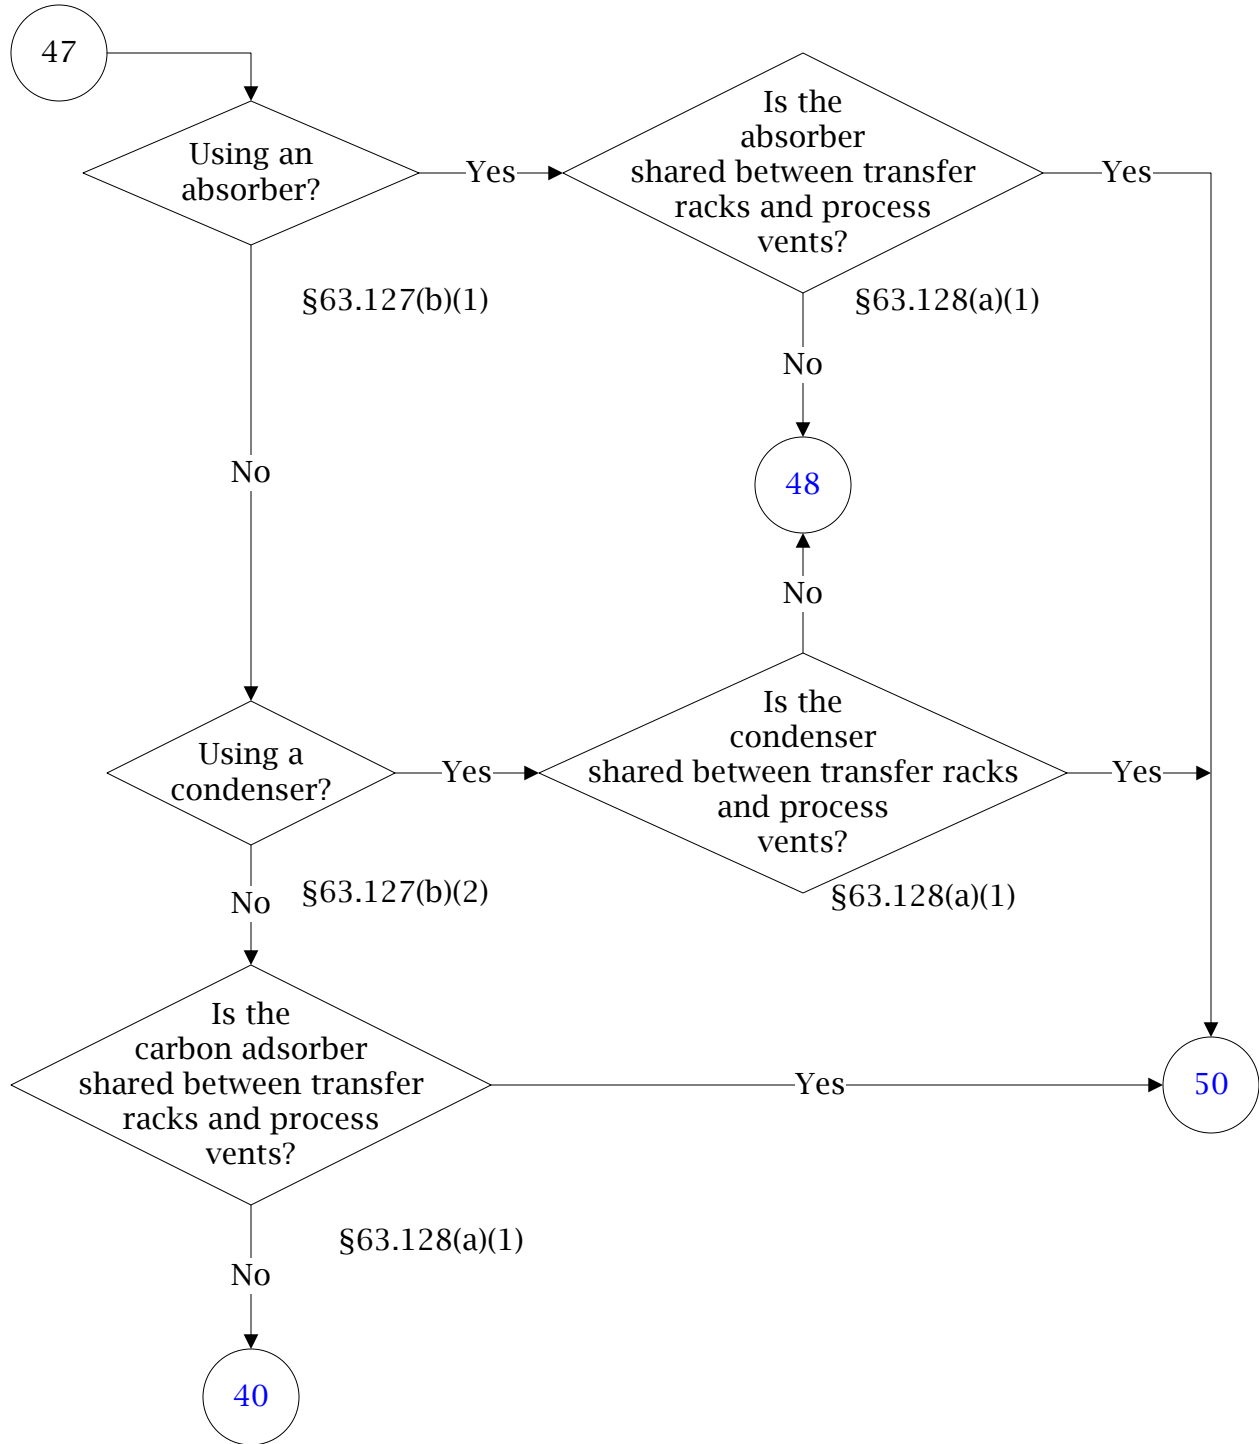 47
Using an
absorber?
Yes
Is the
absorber
shared between transfer
racks and process
vents?
Yes
§63.127(b)(1)
§63.128(a)(1)
No
No
48
No
Using a
condenser?
Yes
Is the
condenser
shared between transfer racks
and process
vents?
Yes
No
§63.127(b)(2)
§63.128(a)(1)
Is the
carbon adsorber
shared between transfer
racks and process
vents?
Yes
50
§63.128(a)(1)
No
40